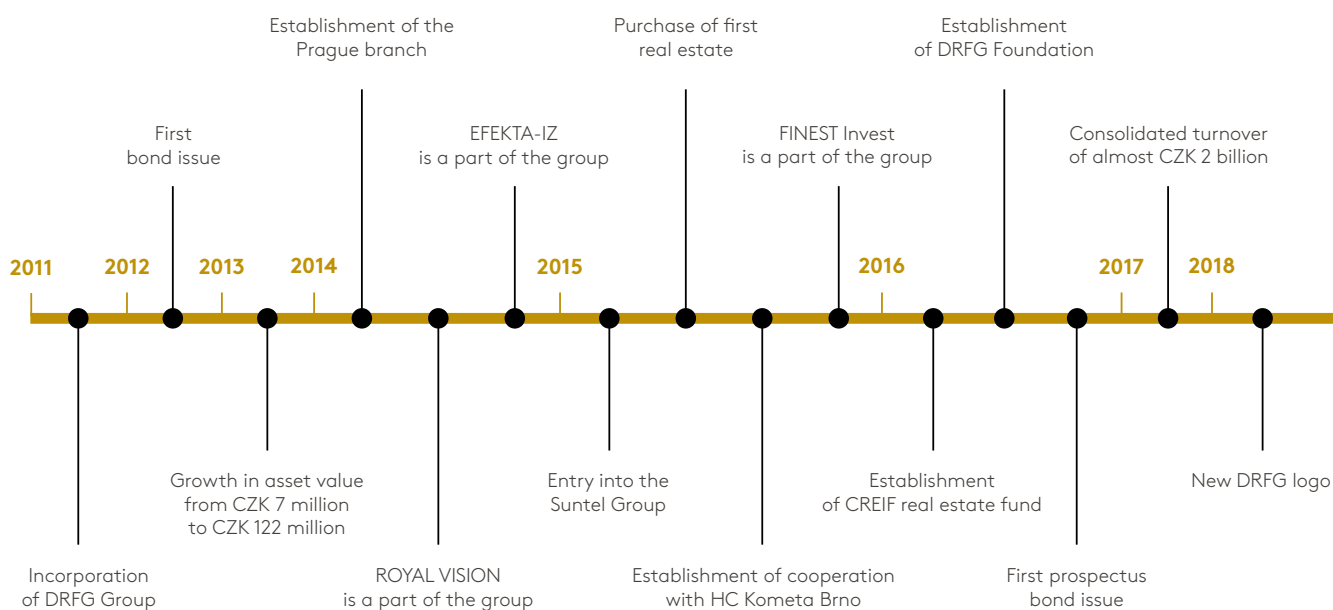 Establishment of the
Prague branch
Purchase of first
real estate
Establishment
of DRFG Foundation
First
bond issue
EFEKTA-IZ
is a part of the group
FINEST Invest
is a part of the group
Consolidated turnover
of almost CZK 2 billion
2011
2012
2013
2014
2015
2016
2017
2018
Growth in asset value
from CZK 7 million
to CZK 122 million
Entry into the
Suntel Group
Establishment
of CREIF real estate fund
New DRFG logo
Incorporation
of DRFG Group
ROYAL VISION
is a part of the group
Establishment of cooperation
with HC Kometa Brno
First prospectus
bond issue